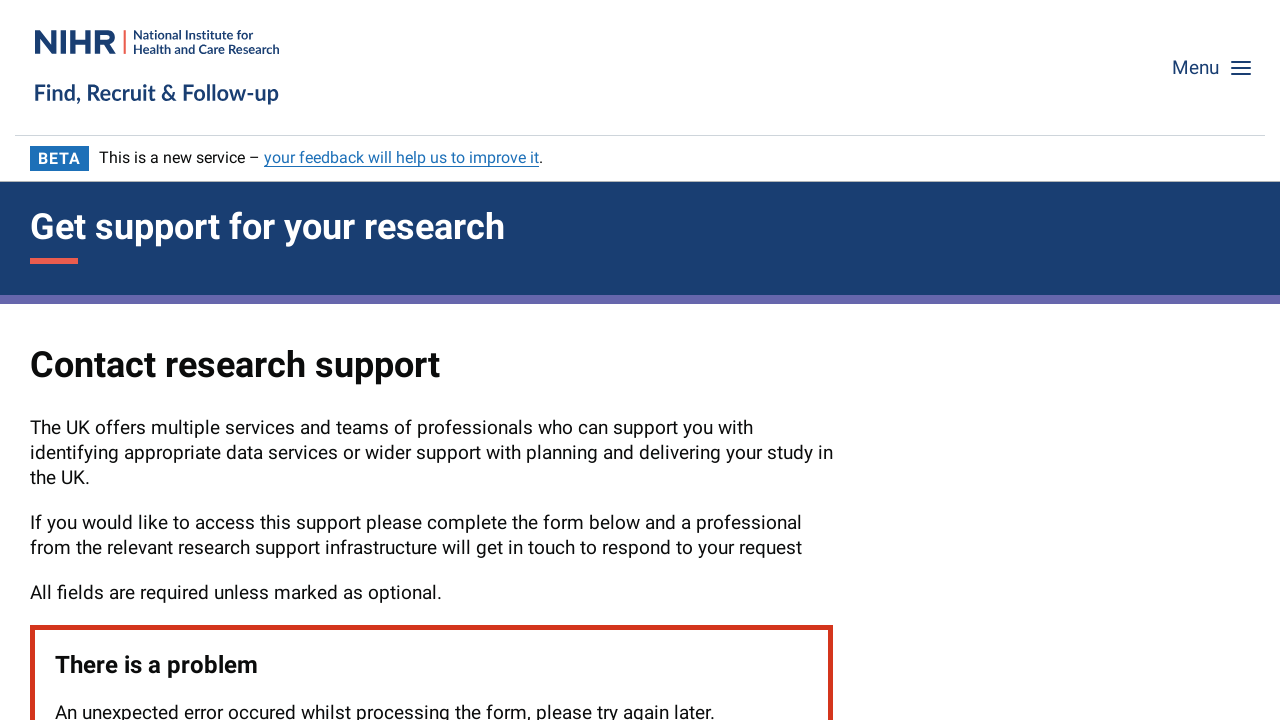 NIHR | National Institute for
Health and Care Research
Find, Recruit & Follow-up
Menu
BETA This is a new service – your feedback will help us to improve it.
Get support for your research
Contact research support
The UK offers multiple services and teams of professionals who can support you with
identifying appropriate data services or wider support with planning and delivering your study in
the UK.
If you would like to access this support please complete the form below and a professional
from the relevant research support infrastructure will get in touch to respond to your request
All fields are required unless marked as optional.
There is a problem
An unexpected error occured whilst processing the form, please try again later.